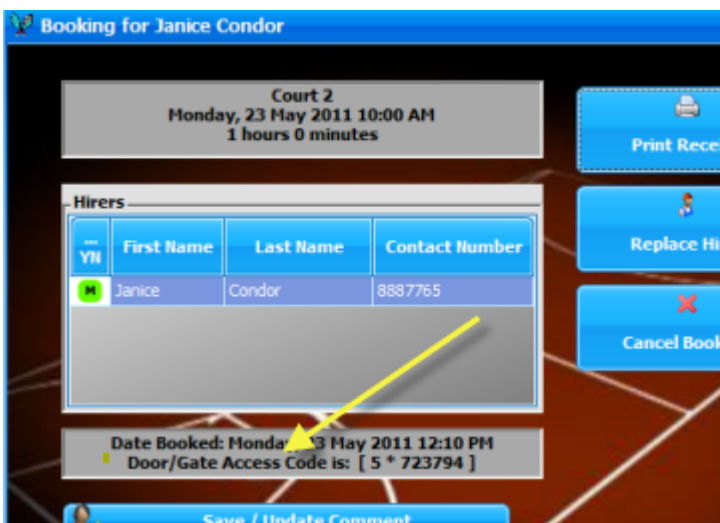 Booking for Janice Condor
Court 2
Monday, 23 May 2011 10:00 AM
1 hours 0 minutes
Print Rece
Hirers
... YN First Name Last Name Contact Number
Replace Hi
M Janice Condor 8887765
Cancel Book
Date Booked: Monday, 23 May 2011 12:10 PM
Door/Gate Access Code is: [ 5 * 723794 ]
Save / Update Comment